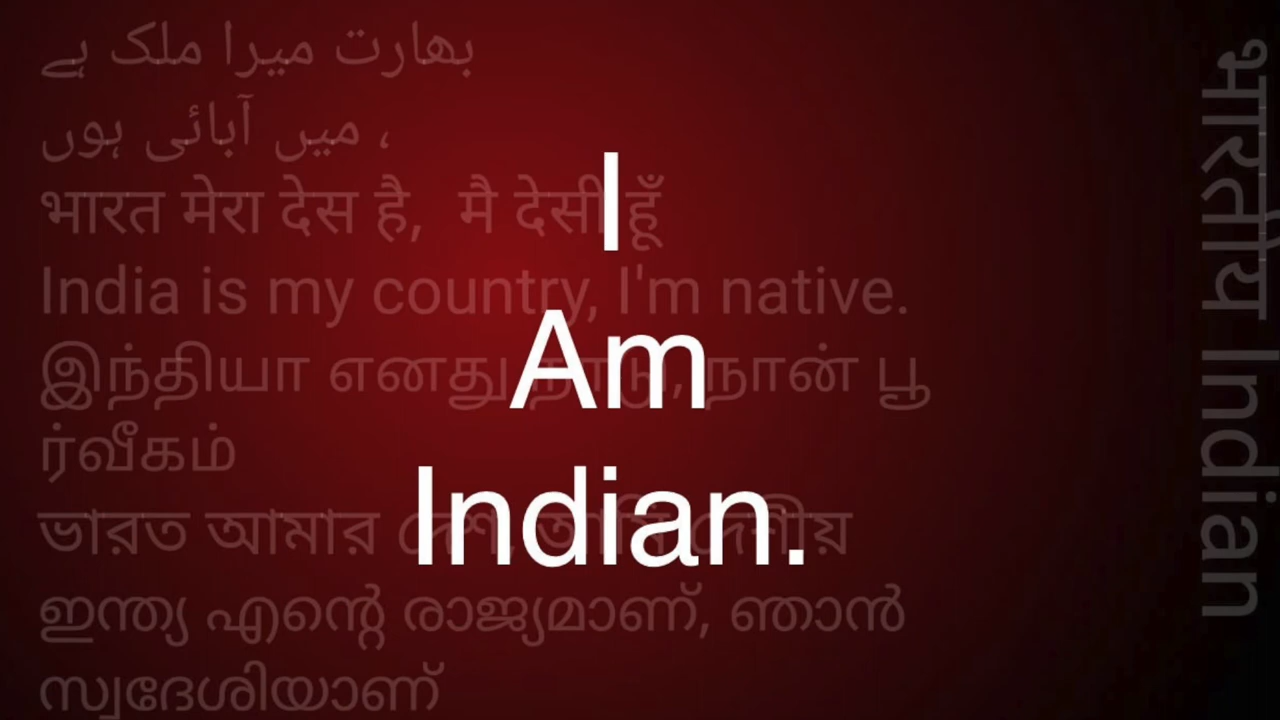 بھارت میرا ملک ہے
، میں آبائی ہوں
भारत मेरा देस है, मै देसी हूँ
India is my country, I'm native.
இந்தியா எனது நாடு, நான் பூ
ர்வீகம்
ভারত আমার দেশ, আমি দেশীয়
ഇന്ത്യ എന്റെ രാജ്യമാണ്, ഞാൻ
സ്വദേശിയാണ്
I
Am
Indian.
भारतीय Indian